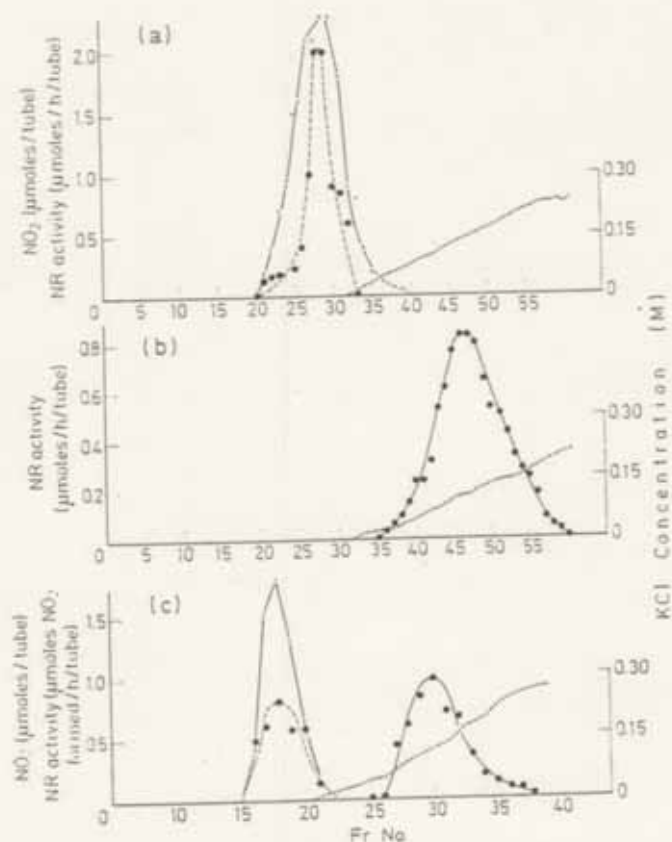 (a)
NO₂ (μmoles/tube)
NR activity (μmoles/h/tube)
2.0
1.5
1.0
0.5
0.30
0.15
0
0 5 10 15 20 25 30 35 40 45 50 55
(b)
NR activity
(μmoles/h/tube)
0.8
0.6
0.4
0.2
0.30
0.15
0
0 5 10 15 20 25 30 35 40 45 50 55
KCl Concentration (M)
(c)
(μmoles/tube)
NR activity (μmoles NO₂
formed/h/tube)
1.5
1.0
0.5
0.30
0.15
0
0 10 15 20 25 30 35 40
Fr No